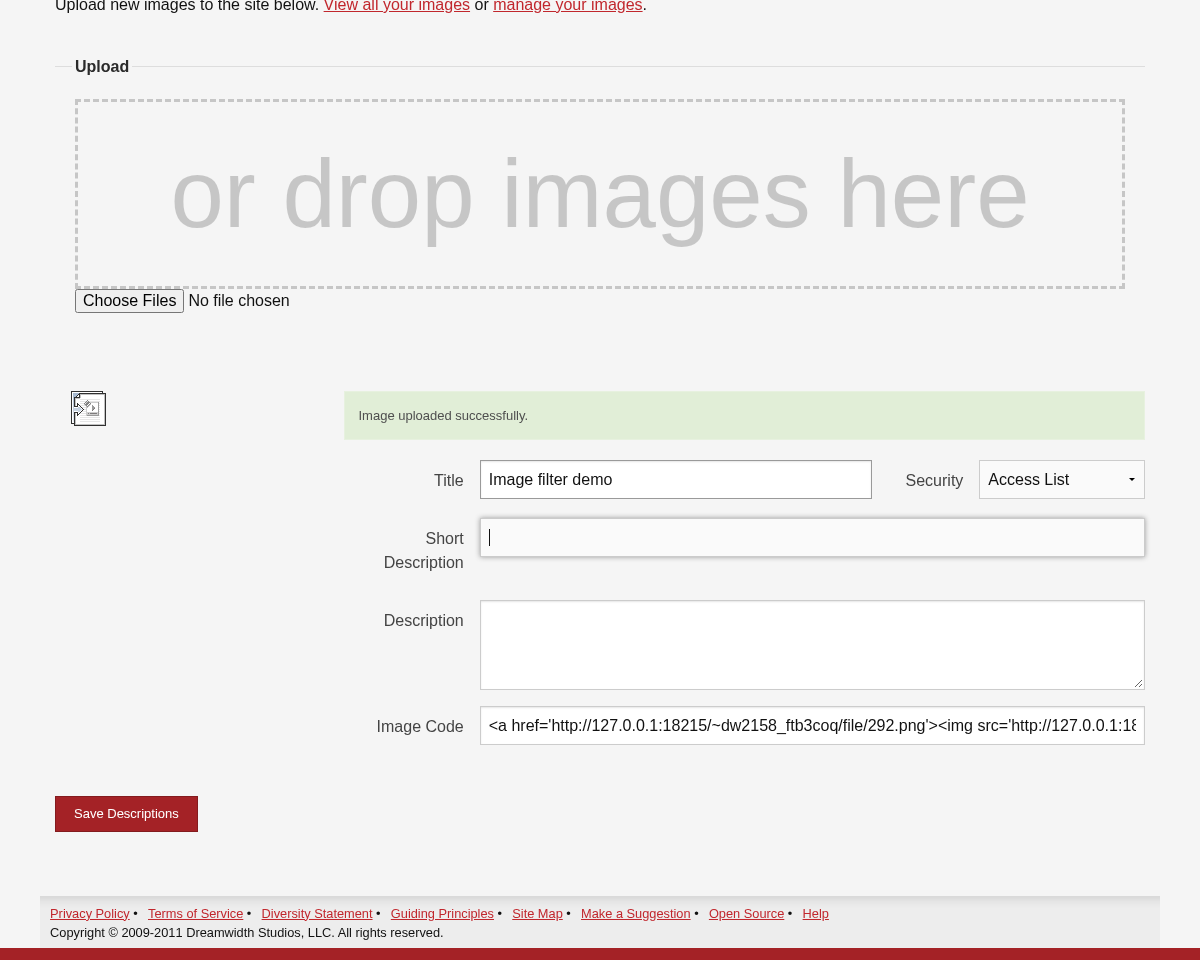 Upload new images to the site below. View all your images or manage your images.
Upload
or drop images here
Choose Files No file chosen
Image uploaded successfully.
Title Image filter demo Security Access List
Short
Description
Description
Image Code <a href='http://127.0.0.1:18215/~dw2158_ftb3coq/file/292.png'><img src='http://127.0.0.1:18
Save Descriptions
Privacy Policy • Terms of Service • Diversity Statement • Guiding Principles • Site Map • Make a Suggestion • Open Source • Help
Copyright © 2009-2011 Dreamwidth Studios, LLC. All rights reserved.